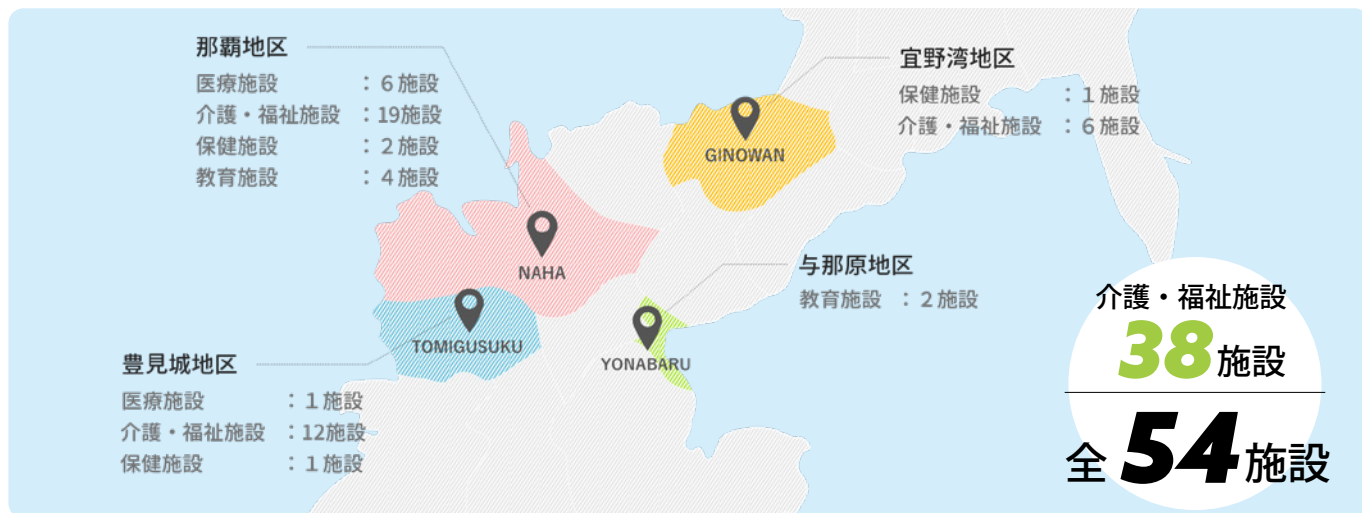 那覇地区
医療施設 : 6 施設
介護・福祉施設 : 19施設
保健施設 : 2 施設
教育施設 : 4 施設
宜野湾地区
保健施設 : 1 施設
介護・福祉施設 : 6 施設
GINOWAN
NAHA
与那原地区
教育施設 : 2 施設
TOMIGUSUKU
YONABARU
豊見城地区
医療施設 : 1 施設
介護・福祉施設 : 12施設
保健施設 : 1 施設
介護・福祉施設
38施設
全54施設